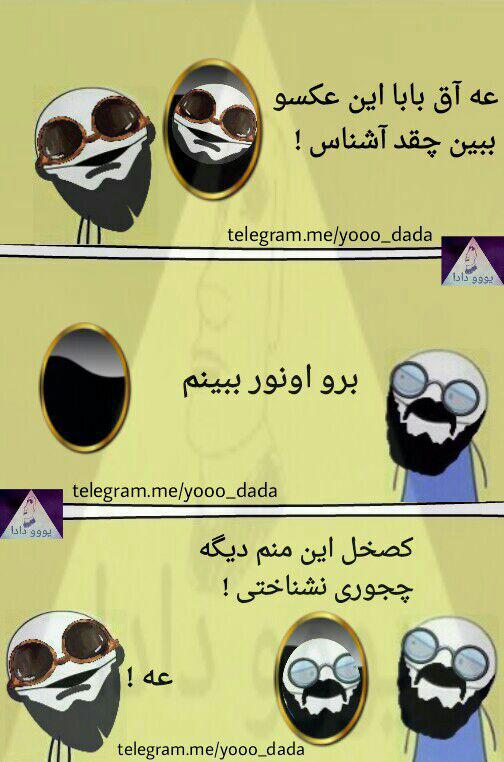 عه آق بابا این عکسو
ببین چقد آشناس !
telegram.me/yooo_dada
یووو دادا
برو اونور ببینم
telegram.me/yooo_dada
یووو دادا
کصخل این منم دیگه
چجوری نشناختی !
عه !
telegram.me/yooo_dada